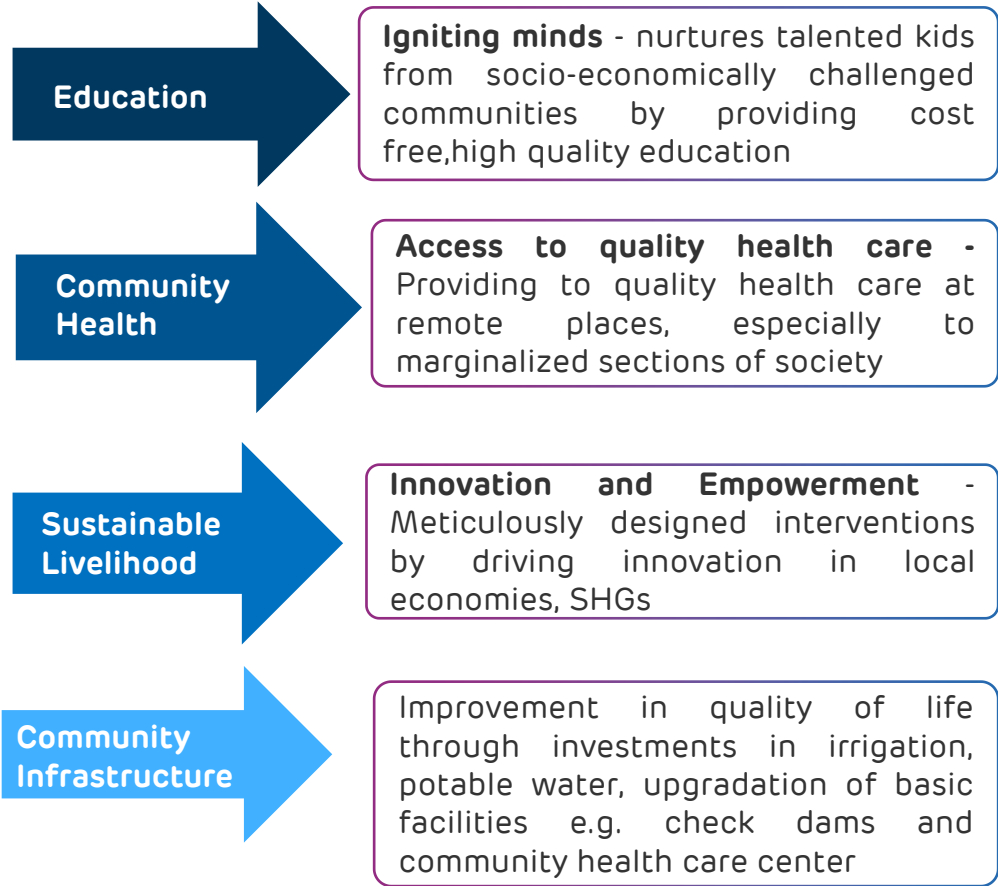 Education
Igniting minds - nurtures talented kids
from socio-economically challenged
communities by providing cost
free,high quality education
Community
Health
Access to quality health care -
Providing to quality health care at
remote places, especially to
marginalized sections of society
Sustainable
Livelihood
Innovation and Empowerment -
Meticulously designed interventions
by driving innovation in local
economies, SHGs
Community
Infrastructure
Improvement in quality of life
through investments in irrigation,
potable water, upgradation of basic
facilities e.g. check dams and
community health care center